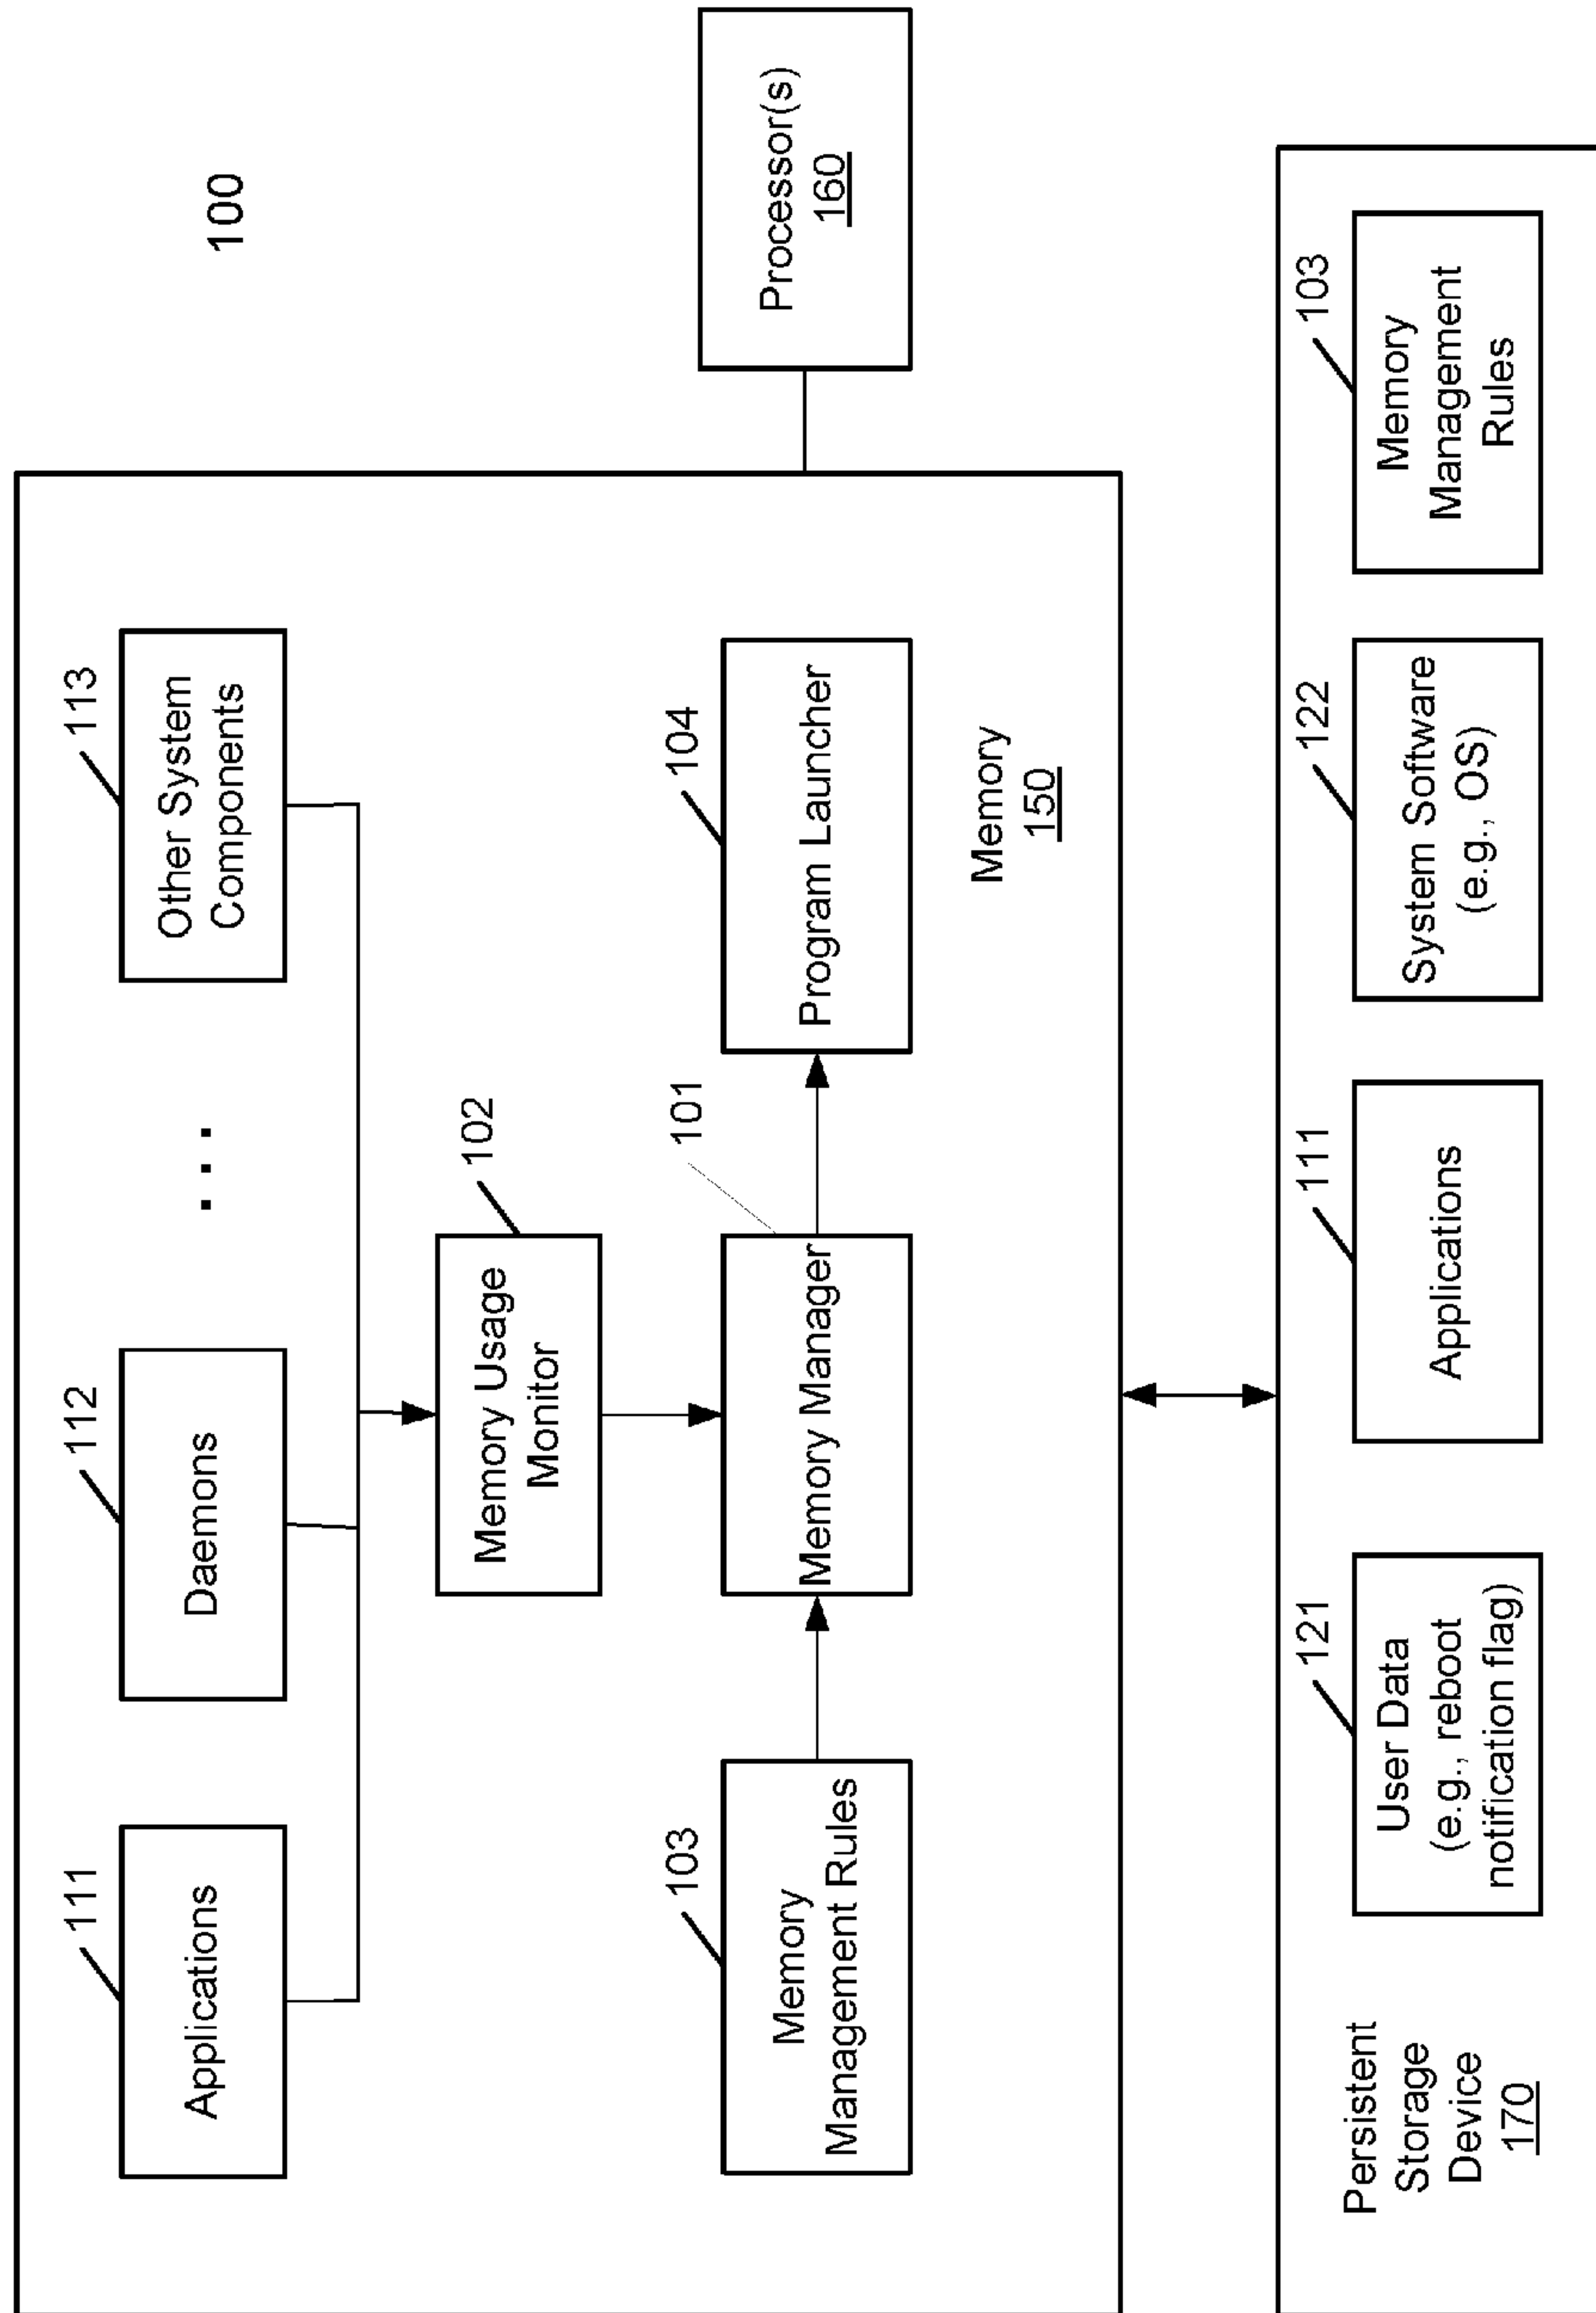 100
111
Applications
112
Daemons
. . .
113
Other System
Components
102
Memory Usage
Monitor
103
Memory
Management Rules
101
Memory Manager
104
Program Launcher
Memory
150
Processor(s)
160
Persistent
Storage
Device
170
121
User Data
(e.g., reboot
notification flag)
111
Applications
122
System Software
(e.g., OS)
103
Memory
Management
Rules